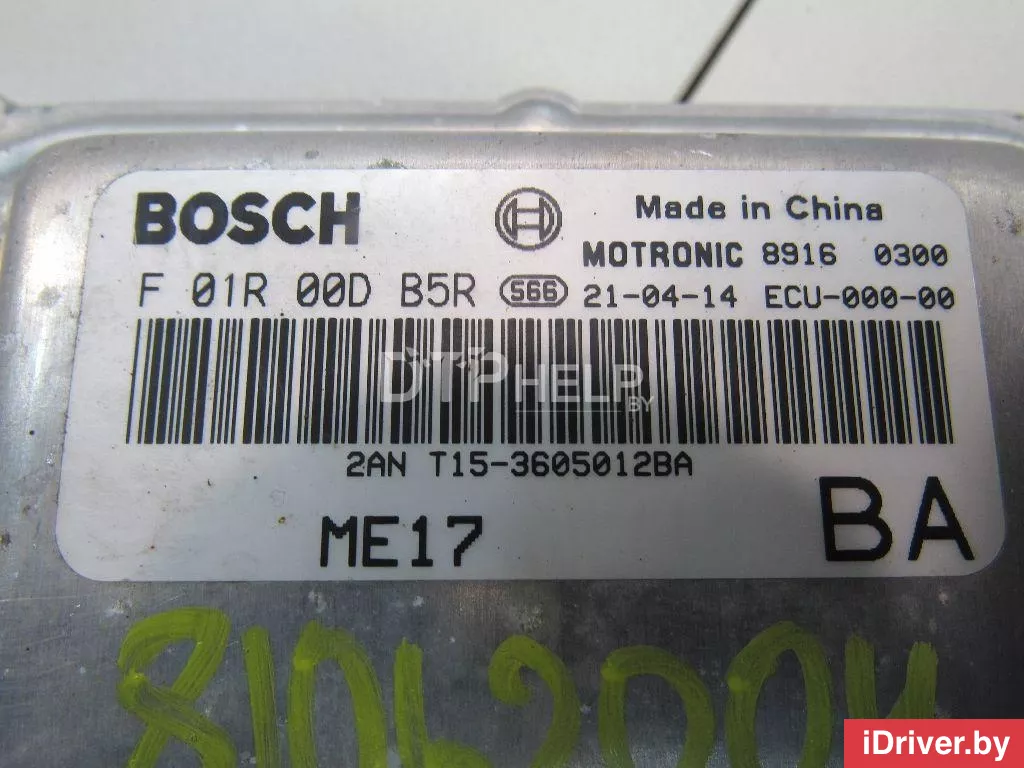 BOSCH
Made in China
MOTRONIC 8916 0300
F 01R 00D B5R S66 21-04-14 ECU-000-00
DTPHELP.BY
2AN T15-3605012BA
ME17
BA
iDriver.by